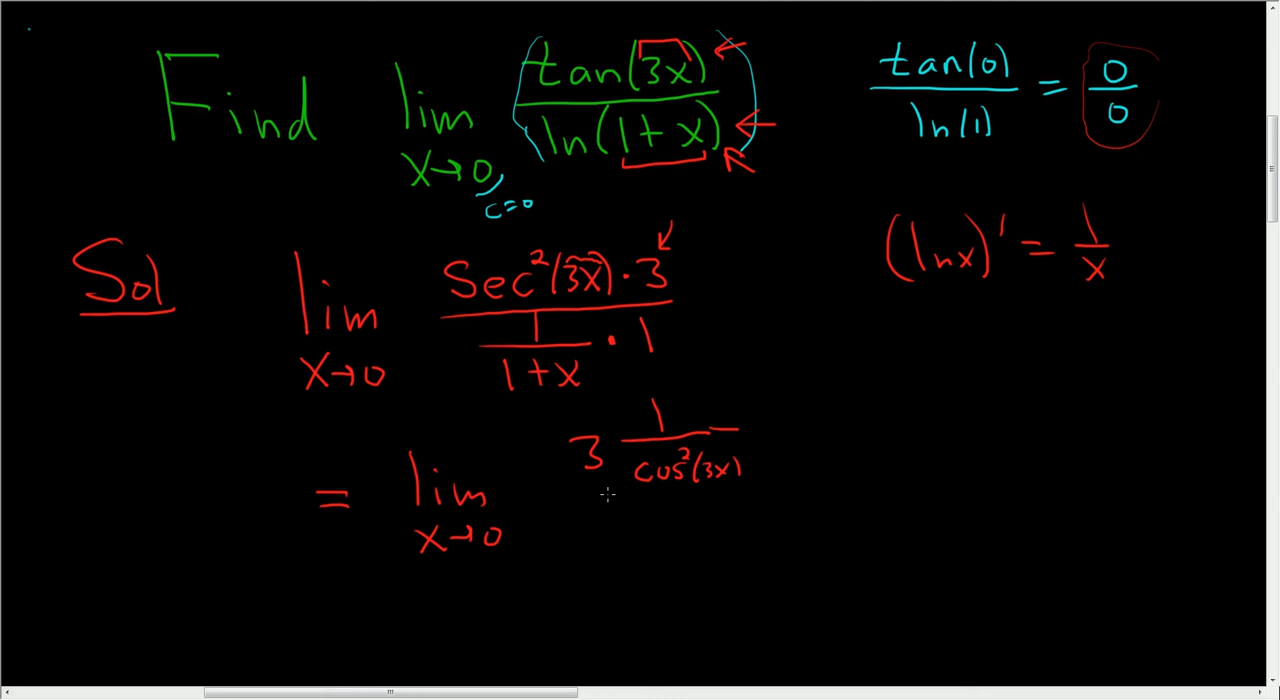 Find lim x→0 tan(3x) / ln(1 + x)
tan(0) / ln(1) = 0/0
c=0
(lnx)' = 1/x
Sol lim x→0 sec²(3x) · 3 / (1/(1+x) · 1)
= lim x→0 3 1/cos²(3x)